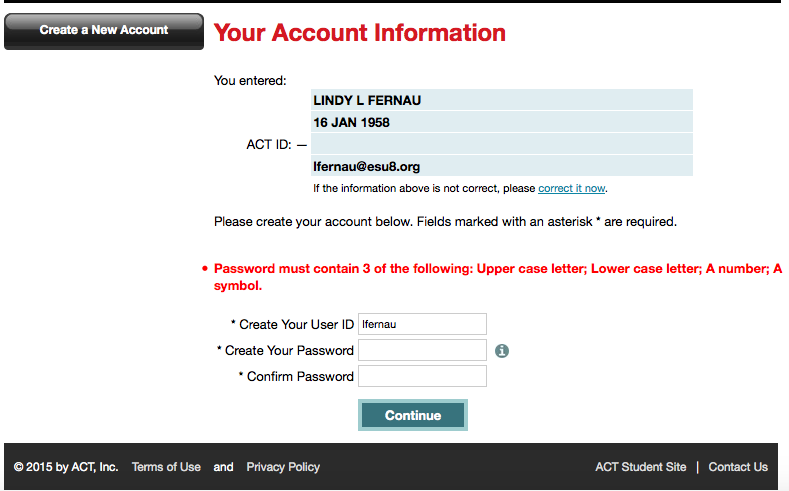 Create a New Account
Your Account Information
You entered:
LINDY L FERNAU
16 JAN 1958
ACT ID: —
lfernau@esu8.org
If the information above is not correct, please correct it now.
Please create your account below. Fields marked with an asterisk * are required.
• Password must contain 3 of the following: Upper case letter; Lower case letter; A number; A
symbol.
* Create Your User ID lfernau
* Create Your Password i
* Confirm Password
Continue
© 2015 by ACT, Inc. Terms of Use and Privacy Policy ACT Student Site | Contact Us